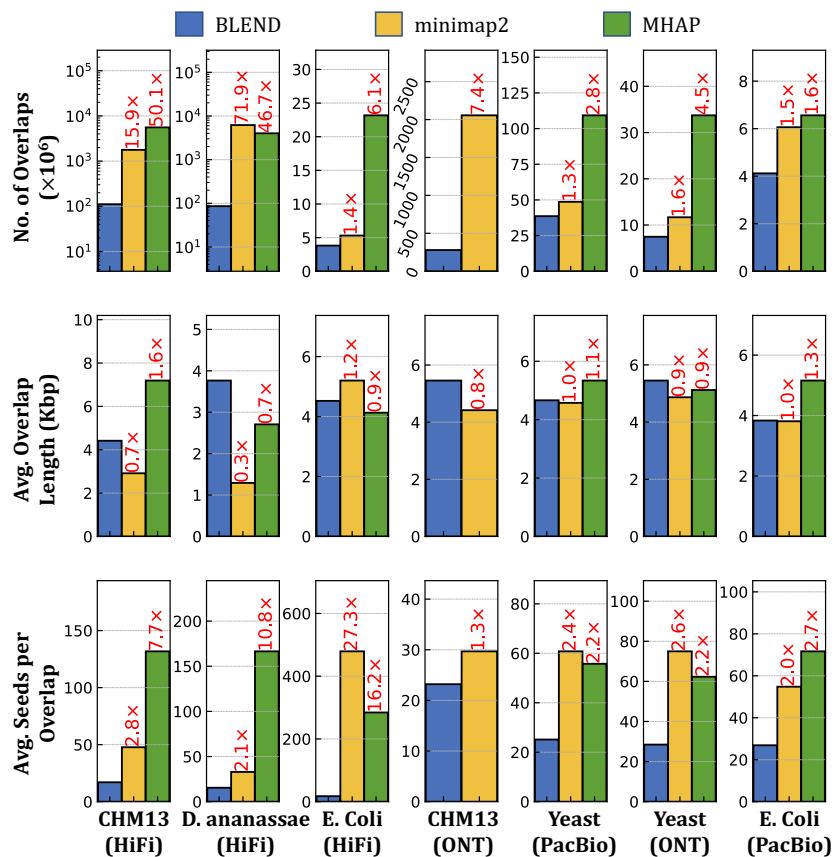 BLEND minimap2 MHAP
No. of Overlaps
(×10⁶)
10⁵ 10⁴ 10³ 10² 10¹
15.9× 50.1×
10⁵ 10⁴ 10³ 10² 10¹
71.9× 46.7×
30 25 20 15 10 5 0
1.4× 6.1×
2500 2000 1500 1000 500 0
7.4×
150 125 100 75 50 25 0
1.3× 2.8×
40 30 20 10 0
1.6× 4.5×
8 6 4 2 0
1.5× 1.6×
Avg. Overlap
Length (Kbp)
10 8 6 4 2 0
0.7× 1.6×
5 4 3 2 1 0
0.3× 0.7×
6 4 2 0
1.2× 0.9×
8 6 4 2 0
0.8×
6 4 2 0
1.0× 1.1×
6 4 2 0
0.9× 0.9×
6 4 2 0
1.0× 1.3×
Avg. Seeds per
Overlap
150 100 50 0
2.8× 7.7×
200 150 100 50 0
2.1× 10.8×
600 400 200 0
27.3× 16.2×
40 30 20 10 0
1.3×
80 60 40 20 0
2.4× 2.2×
100 80 60 40 20 0
2.6× 2.2×
100 80 60 40 20 0
2.0× 2.7×
CHM13 D. ananassae E. Coli CHM13 Yeast Yeast E. Coli
(HiFi) (HiFi) (HiFi) (ONT) (PacBio) (ONT) (PacBio)